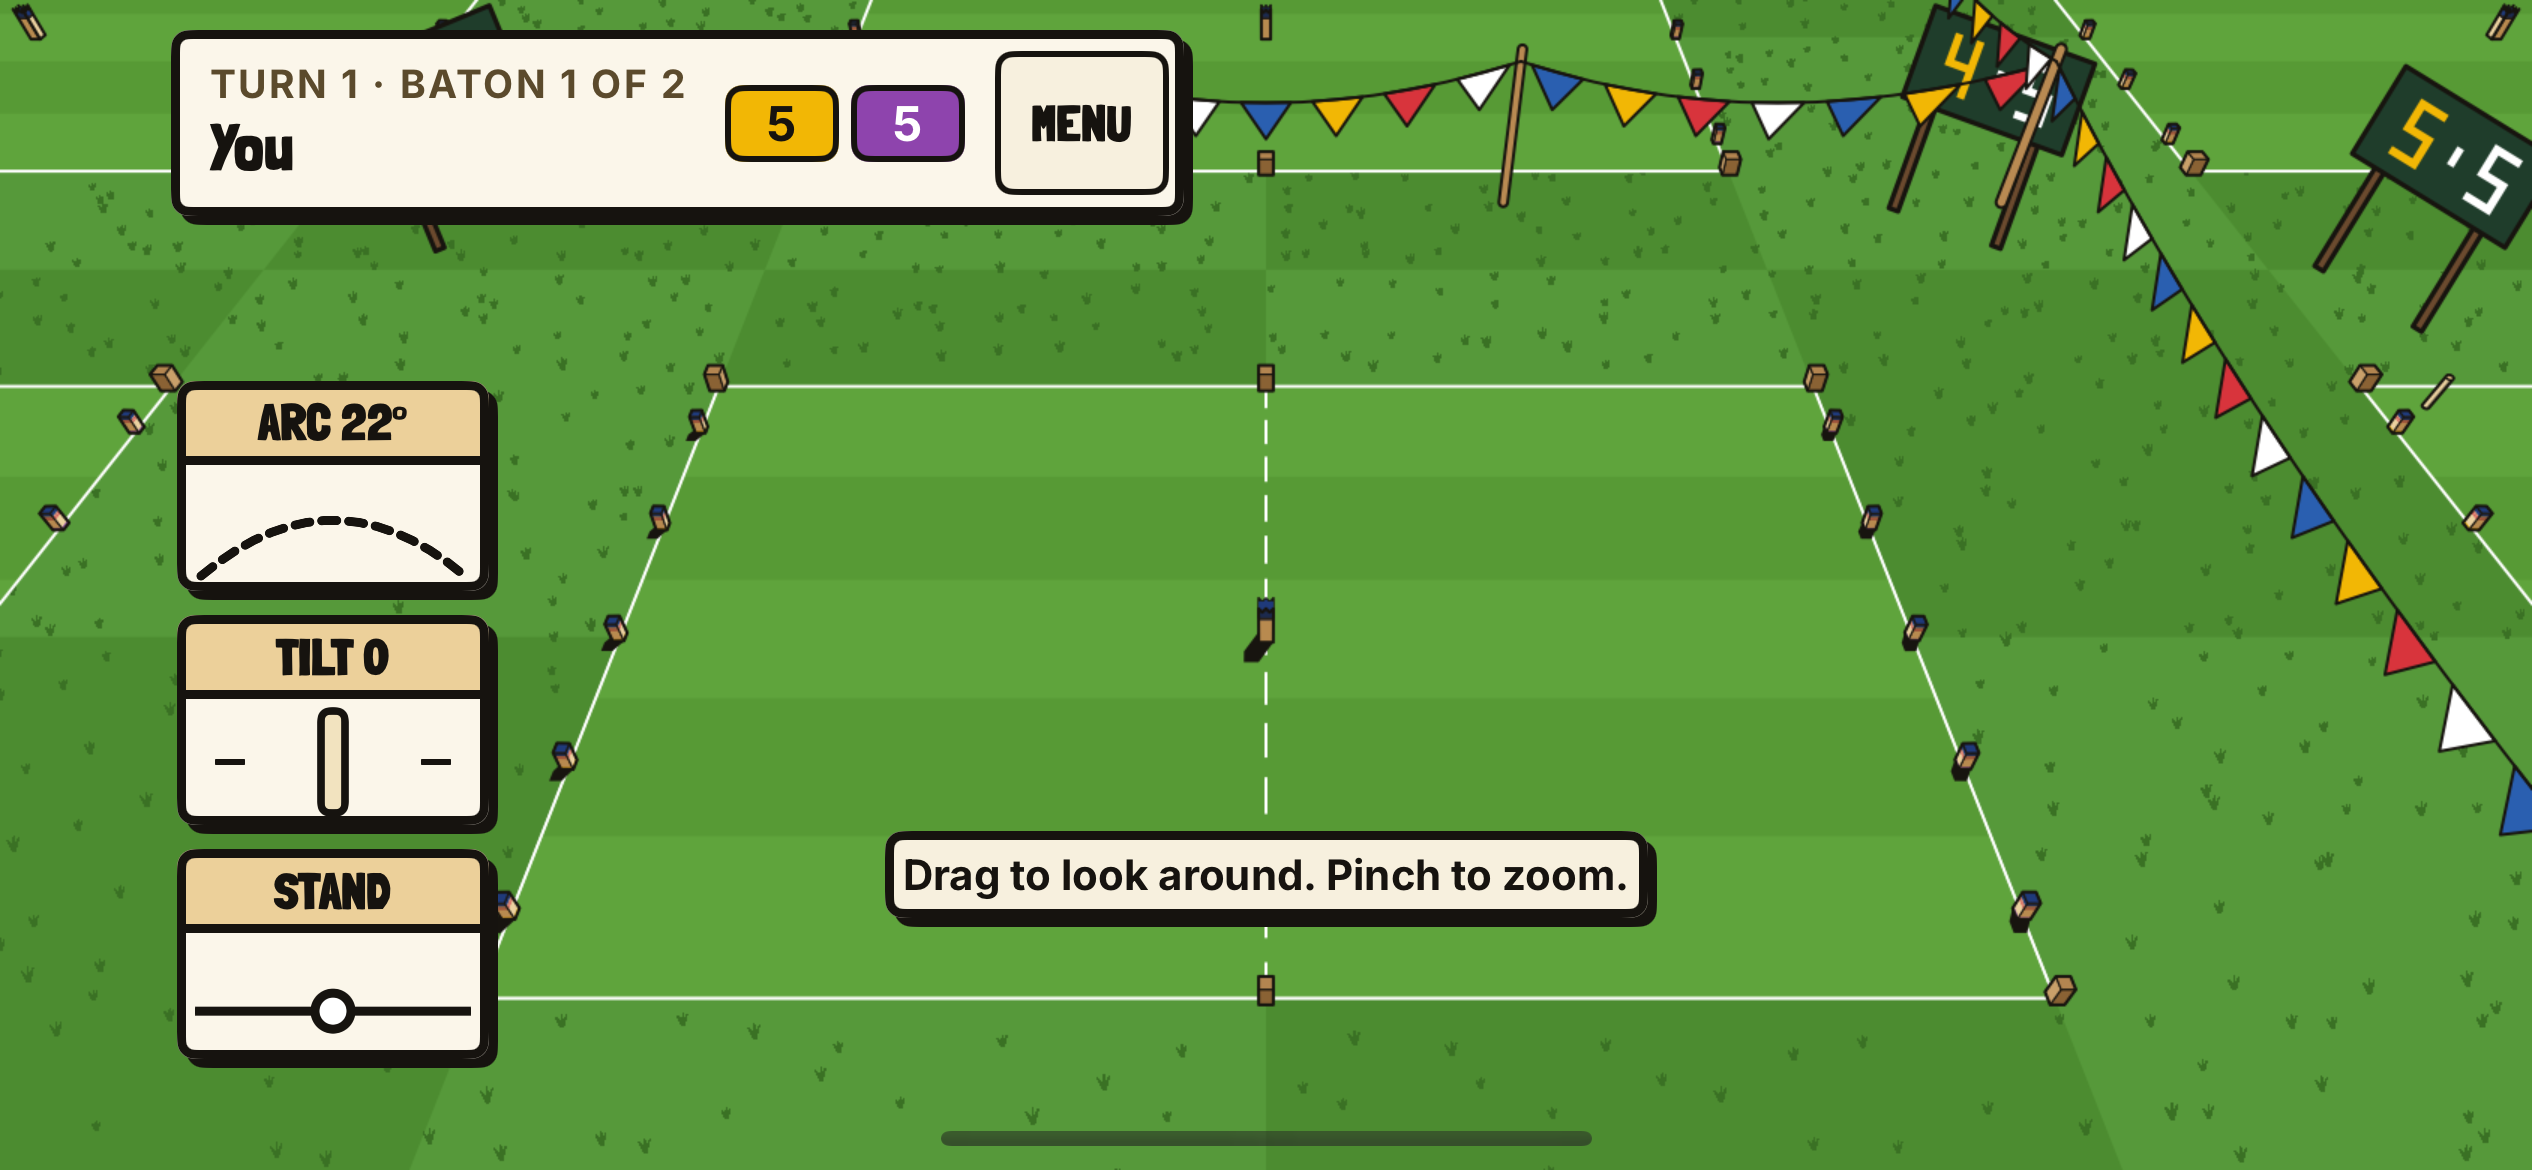 TURN 1 · BATON 1 OF 2
You
5
5
MENU
4
5 ' 5
ARC 22°
TILT 0
STAND
Drag to look around. Pinch to zoom.